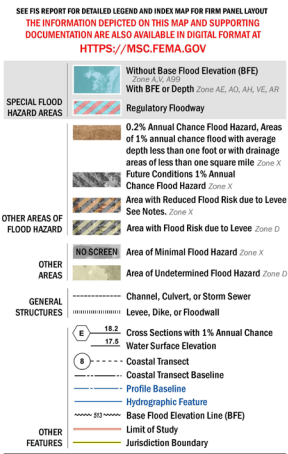 SEE FIS REPORT FOR DETAILED LEGEND AND INDEX MAP FOR FIRM PANEL LAYOUT
THE INFORMATION DEPICTED ON THIS MAP AND SUPPORTING
DOCUMENTATION ARE ALSO AVAILABLE IN DIGITAL FORMAT AT
HTTPS://MSC.FEMA.GOV
SPECIAL FLOOD
HAZARD AREAS
Without Base Flood Elevation (BFE)
Zone A,V, A99
With BFE or Depth Zone AE, AO, AH, VE, AR
Regulatory Floodway
OTHER AREAS OF
FLOOD HAZARD
0.2% Annual Chance Flood Hazard, Areas
of 1% annual chance flood with average
depth less than one foot or with drainage
areas of less than one square mile Zone X
Future Conditions 1% Annual
Chance Flood Hazard Zone X
Area with Reduced Flood Risk due to Levee
See Notes. Zone X
Area with Flood Risk due to Levee Zone D
OTHER
AREAS
NO SCREEN Area of Minimal Flood Hazard Zone X
Area of Undetermined Flood Hazard Zone D
GENERAL
STRUCTURES
Channel, Culvert, or Storm Sewer
Levee, Dike, or Floodwall
OTHER
FEATURES
E 18.2 Cross Sections with 1% Annual Chance
17.5 Water Surface Elevation
8 Coastal Transect
Coastal Transect Baseline
Profile Baseline
Hydrographic Feature
513 Base Flood Elevation Line (BFE)
Limit of Study
Jurisdiction Boundary